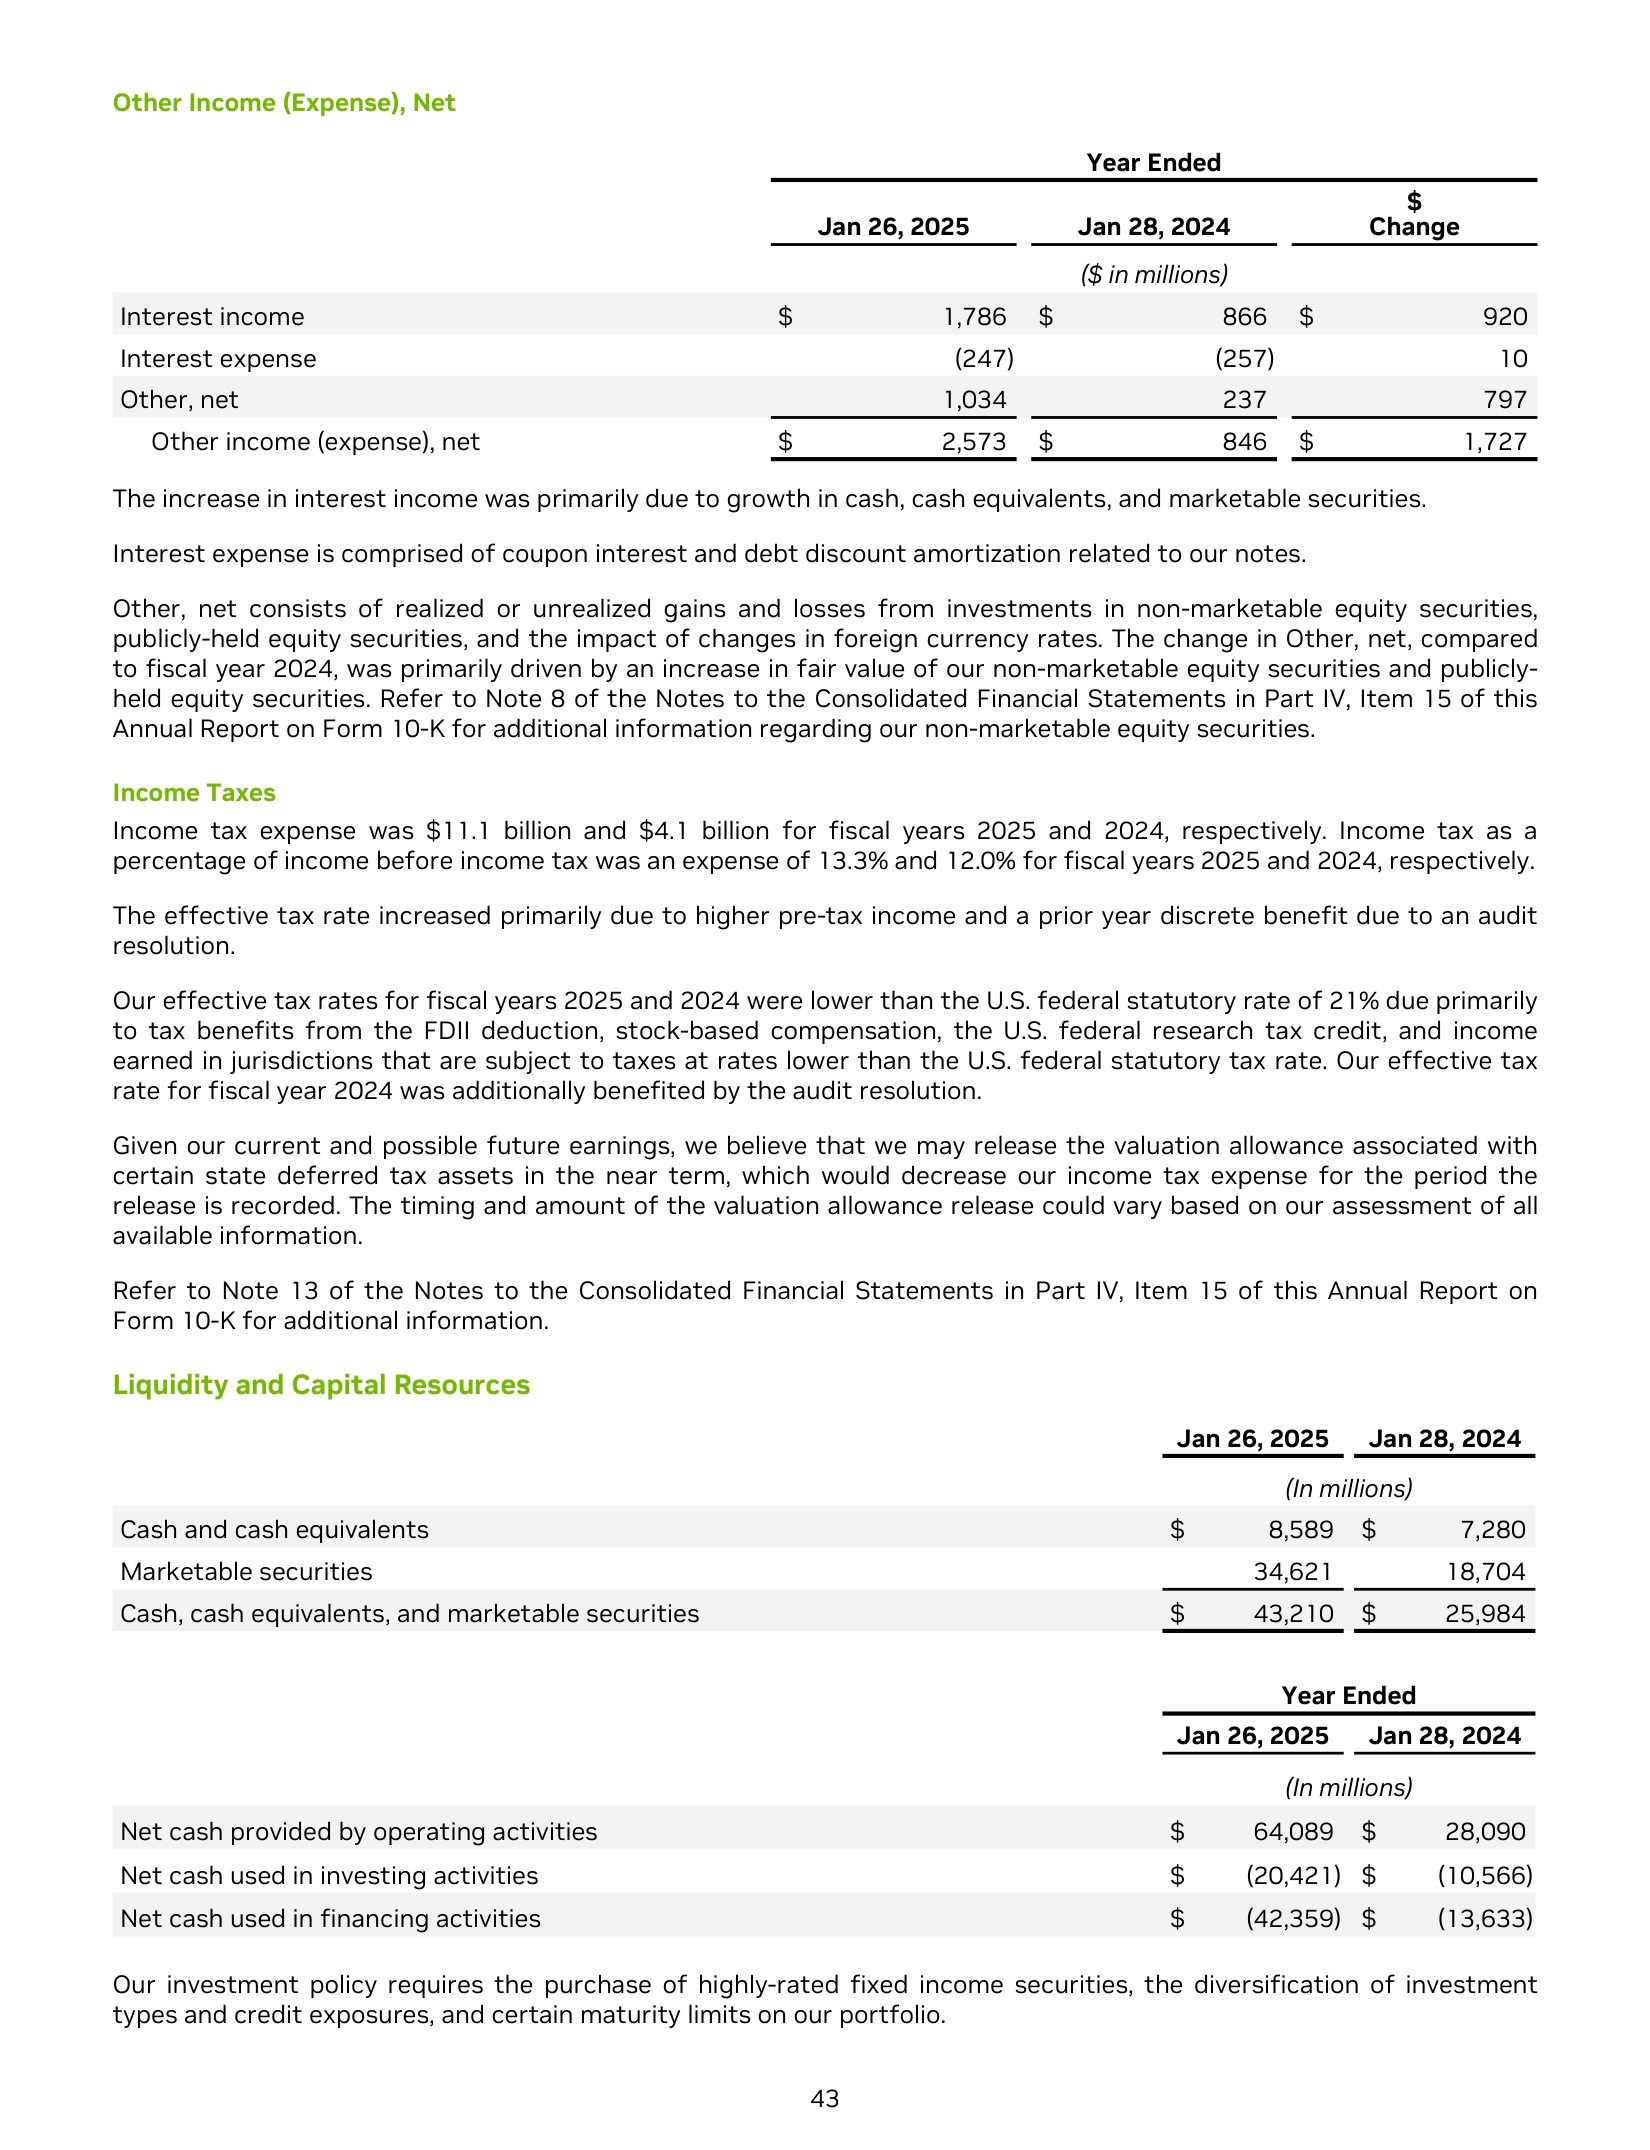 Other Income (Expense), Net
Year Ended
Jan 26, 2025 Jan 28, 2024 $ Change
($ in millions)
Interest income $ 1,786 $ 866 $ 920
Interest expense (247) (257) 10
Other, net 1,034 237 797
Other income (expense), net $ 2,573 $ 846 $ 1,727
The increase in interest income was primarily due to growth in cash, cash equivalents, and marketable securities.
Interest expense is comprised of coupon interest and debt discount amortization related to our notes.
Other, net consists of realized or unrealized gains and losses from investments in non-marketable equity securities,
publicly-held equity securities, and the impact of changes in foreign currency rates. The change in Other, net, compared
to fiscal year 2024, was primarily driven by an increase in fair value of our non-marketable equity securities and publicly-
held equity securities. Refer to Note 8 of the Notes to the Consolidated Financial Statements in Part IV, Item 15 of this
Annual Report on Form 10-K for additional information regarding our non-marketable equity securities.
Income Taxes
Income tax expense was $11.1 billion and $4.1 billion for fiscal years 2025 and 2024, respectively. Income tax as a
percentage of income before income tax was an expense of 13.3% and 12.0% for fiscal years 2025 and 2024, respectively.
The effective tax rate increased primarily due to higher pre-tax income and a prior year discrete benefit due to an audit
resolution.
Our effective tax rates for fiscal years 2025 and 2024 were lower than the U.S. federal statutory rate of 21% due primarily
to tax benefits from the FDII deduction, stock-based compensation, the U.S. federal research tax credit, and income
earned in jurisdictions that are subject to taxes at rates lower than the U.S. federal statutory tax rate. Our effective tax
rate for fiscal year 2024 was additionally benefited by the audit resolution.
Given our current and possible future earnings, we believe that we may release the valuation allowance associated with
certain state deferred tax assets in the near term, which would decrease our income tax expense for the period the
release is recorded. The timing and amount of the valuation allowance release could vary based on our assessment of all
available information.
Refer to Note 13 of the Notes to the Consolidated Financial Statements in Part IV, Item 15 of this Annual Report on
Form 10-K for additional information.
Liquidity and Capital Resources
Jan 26, 2025 Jan 28, 2024
(In millions)
Cash and cash equivalents $ 8,589 $ 7,280
Marketable securities 34,621 18,704
Cash, cash equivalents, and marketable securities $ 43,210 $ 25,984
Year Ended
Jan 26, 2025 Jan 28, 2024
(In millions)
Net cash provided by operating activities $ 64,089 $ 28,090
Net cash used in investing activities $ (20,421) $ (10,566)
Net cash used in financing activities $ (42,359) $ (13,633)
Our investment policy requires the purchase of highly-rated fixed income securities, the diversification of investment
types and credit exposures, and certain maturity limits on our portfolio.
43